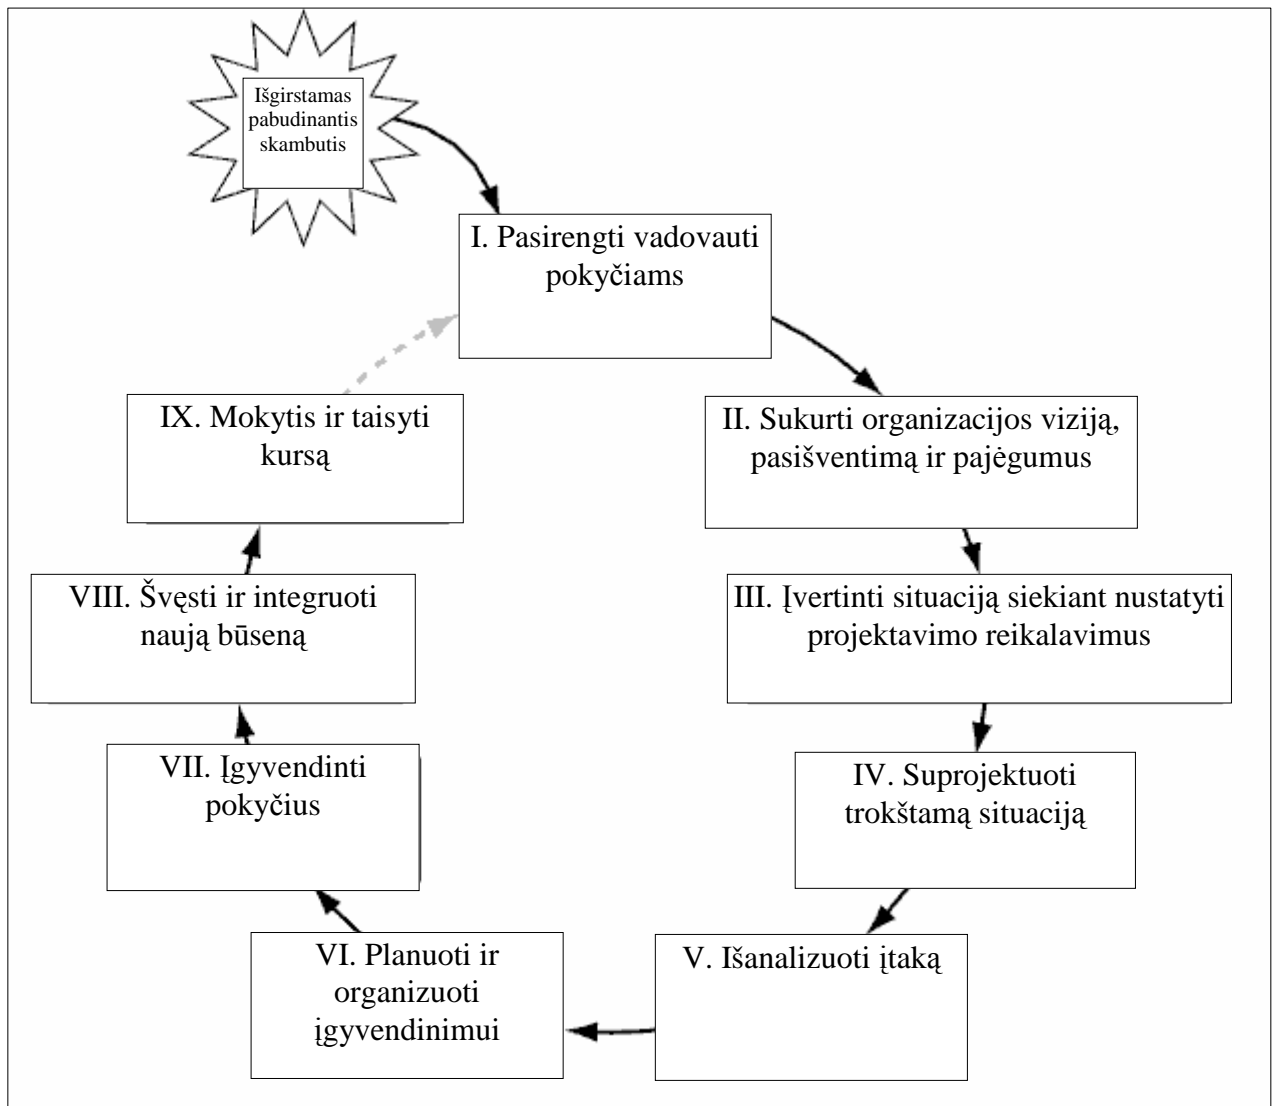 Išgirstamas
pabudinantis
skambutis
I. Pasirengti vadovauti
pokyčiams
II. Sukurti organizacijos viziją,
pasišventimą ir pajėgumus
III. Įvertinti situaciją siekiant nustatyti
projektavimo reikalavimus
IV. Suprojektuoti
trokštamą situaciją
V. Išanalizuoti įtaką
VI. Planuoti ir
organizuoti
įgyvendinimui
VII. Įgyvendinti
pokyčius
VIII. Švęsti ir integruoti
naują būseną
IX. Mokytis ir taisyti
kursą